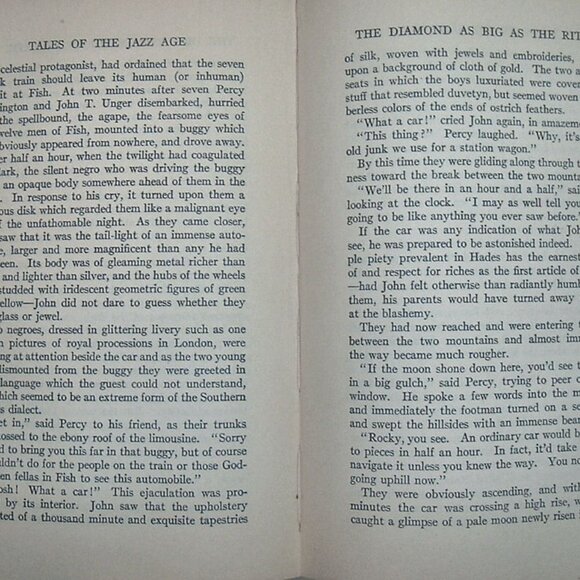 TALES OF THE JAZZ AGE
celestial protagonist, had ordained that the seven
train should leave its human (or inhuman)
it at Fish. At two minutes after seven Percy
ington and John T. Unger disembarked, hurried
the spellbound, the agape, the fearsome eyes of
welve men of Fish, mounted into a buggy which
obviously appeared from nowhere, and drove away.
er half an hour, when the twilight had coagulated
ark, the silent negro who was driving the buggy
an opaque body somewhere ahead of them in the
. In response to his cry, it turned upon them a
ous disk which regarded them like a malignant eye
of the unfathomable night. As they came closer,
saw that it was the tail-light of an immense auto-
e, larger and more magnificent than any he had
een. Its body was of gleaming metal richer than
and lighter than silver, and the hubs of the wheels
studded with iridescent geometric figures of green
ellow—John did not dare to guess whether they
glass or jewel.
o negroes, dressed in glittering livery such as one
n pictures of royal processions in London, were
ng at attention beside the car and as the two young
dismounted from the buggy they were greeted in
language which the guest could not understand,
hich seemed to be an extreme form of the Southern
s dialect.
et in," said Percy to his friend, as their trunks
tossed to the ebony roof of the limousine. "Sorry
d to bring you this far in that buggy, but of course
uldn't do for the people on the train or those God-
en fellas in Fish to see this automobile."
osh! What a car!" This ejaculation was pro-
by its interior. John saw that the upholstery
ted of a thousand minute and exquisite tapestries
THE DIAMOND AS BIG AS THE RIT
of silk, woven with jewels and embroideries,
upon a background of cloth of gold. The two a
seats in which the boys luxuriated were cover
stuff that resembled duvetyn, but seemed woven
berless colors of the ends of ostrich feathers.
"What a car!" cried John again, in amazeme
"This thing?" Percy laughed. "Why, it's
old junk we use for a station wagon."
By this time they were gliding along through t
ness toward the break between the two mountai
"We'll be there in an hour and a half," said
looking at the clock. "I may as well tell you
going to be like anything you ever saw before."
If the car was any indication of what John
see, he was prepared to be astonished indeed.
ple piety prevalent in Hades has the earnest
of and respect for riches as the first article of
—had John felt otherwise than radiantly humb
them, his parents would have turned away
at the blashemy.
They had now reached and were entering t
between the two mountains and almost imm
the way became much rougher.
"If the moon shone down here, you'd see t
in a big gulch," said Percy, trying to peer o
window. He spoke a few words into the m
and immediately the footman turned on a se
and swept the hillsides with an immense bear
"Rocky, you see. An ordinary car would b
to pieces in half an hour. In fact, it'd take
navigate it unless you knew the way. You no
going uphill now."
They were obviously ascending, and with
minutes the car was crossing a high rise, w
caught a glimpse of a pale moon newly risen